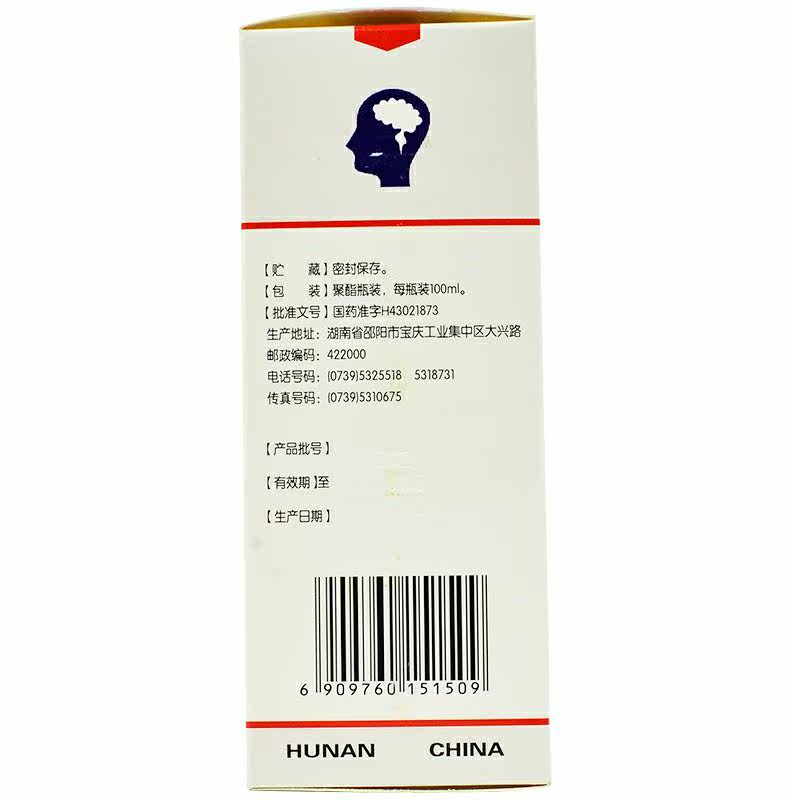 【贮　　藏】密封保存。
【包　　装】聚酯瓶装，每瓶装100ml。
【批准文号】国药准字H43021873
生产地址：湖南省邵阳市宝庆工业集中区大兴路
邮政编码：422000
电话号码：(0739)5325518　5318731
传真号码：(0739)5310675
【产品批号】
【有效期】至
【生产日期】
6 909760 151509
HUNAN CHINA